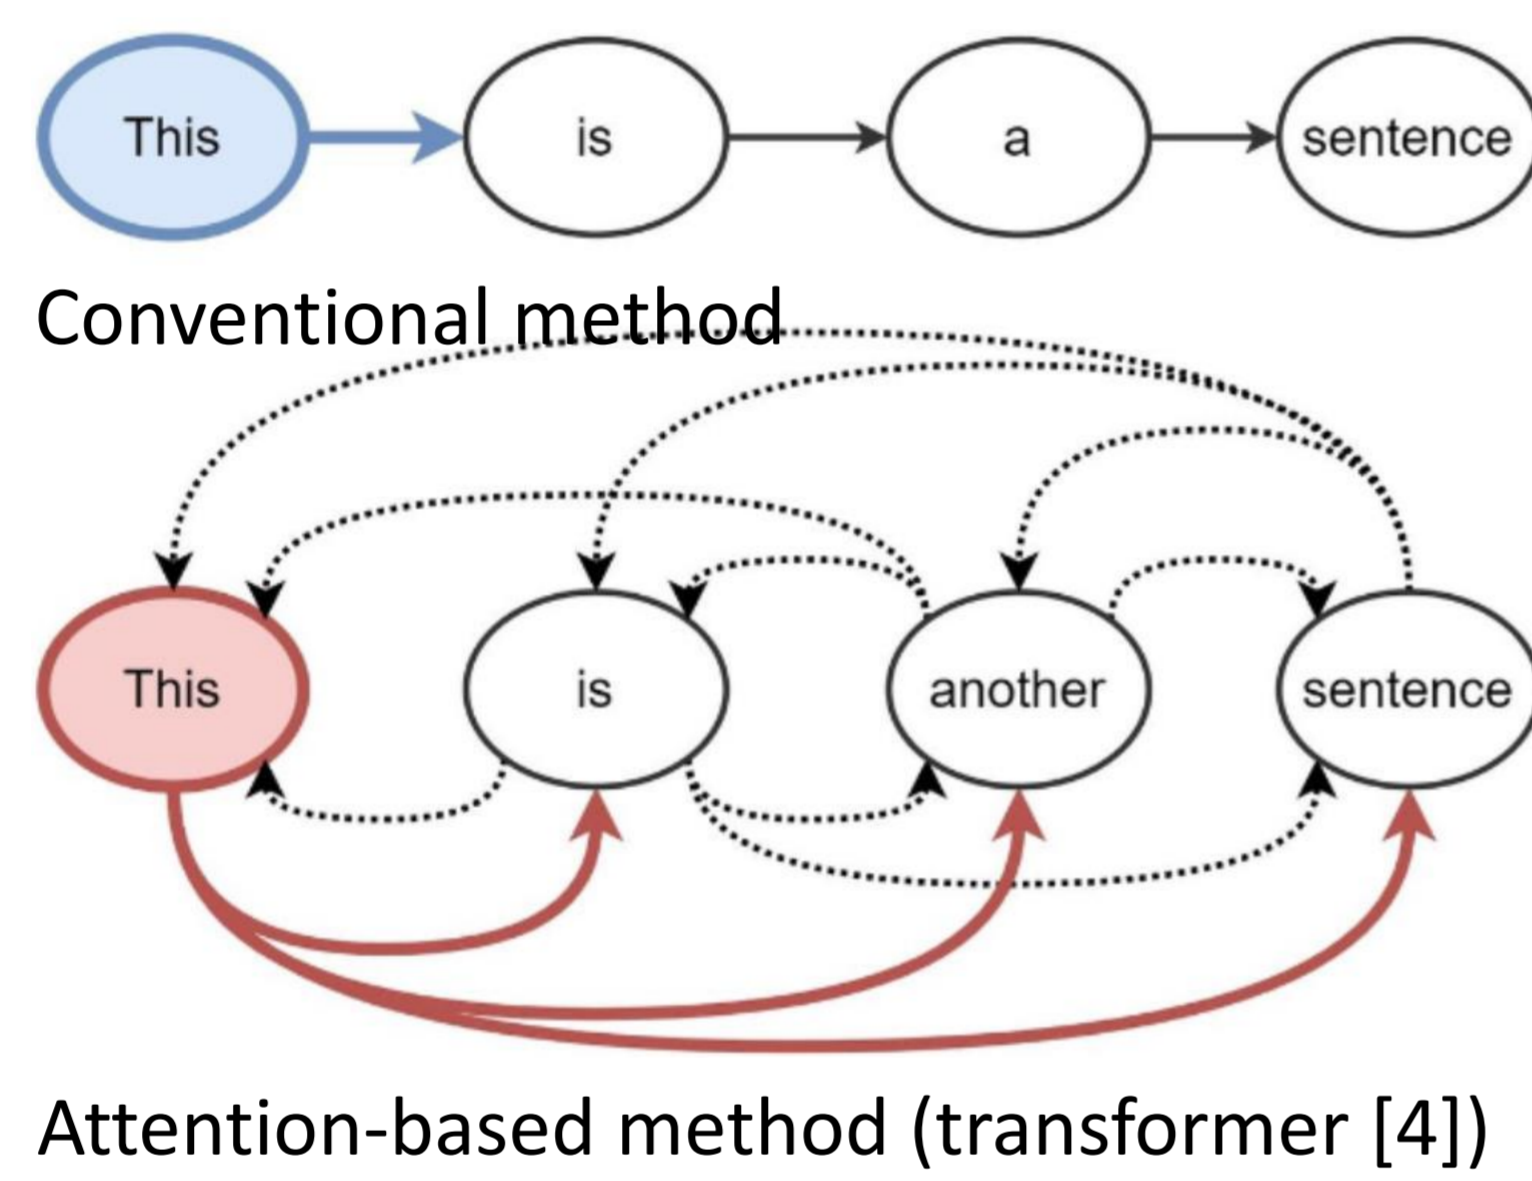 This is a sentence
Conventional method
This is another sentence
Attention-based method (transformer [4])